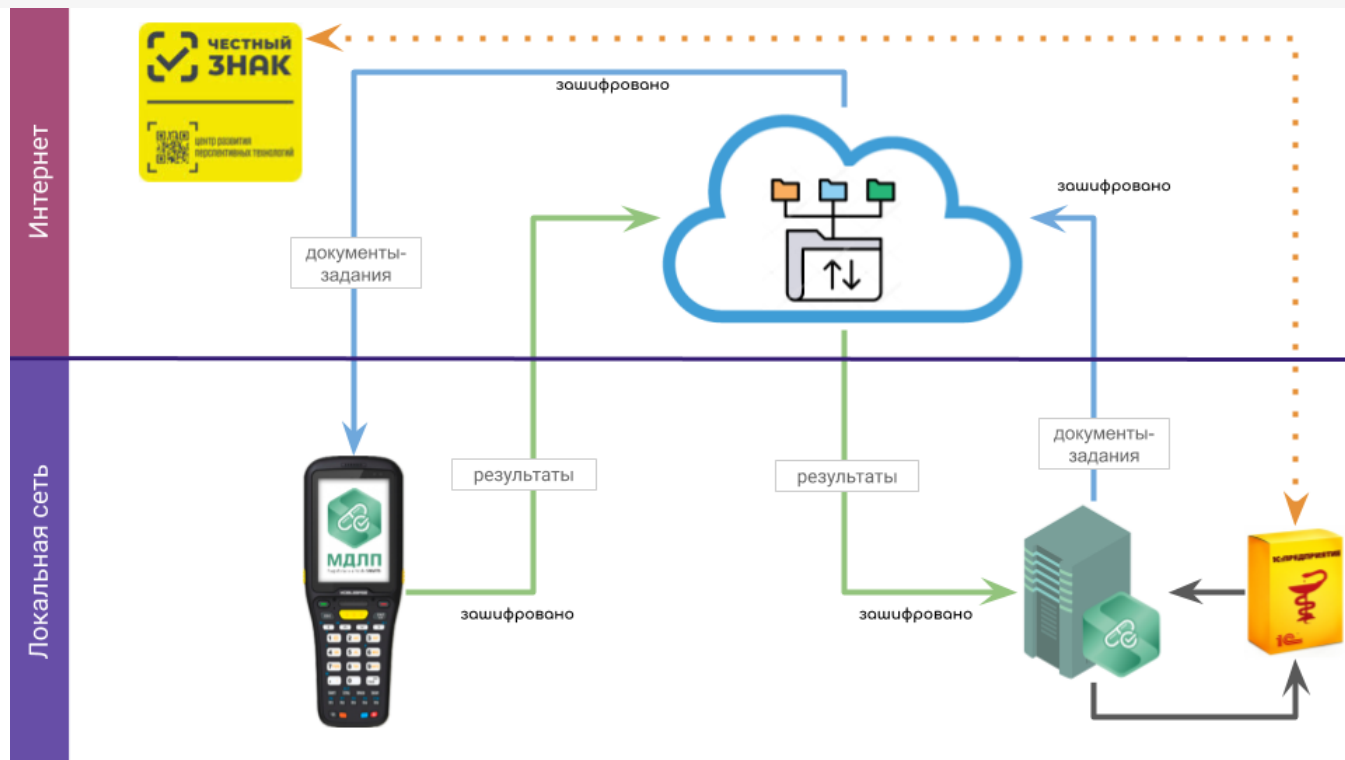 Интернет
Локальная сеть
ЧЕСТНЫЙ
ЗНАК
центр развития
перспективных технологий
зашифровано
зашифровано
документы-
задания
результаты
результаты
документы-
задания
МДЛП
1С:ПРЕДПРИЯТИЕ
1С
зашифровано
зашифровано